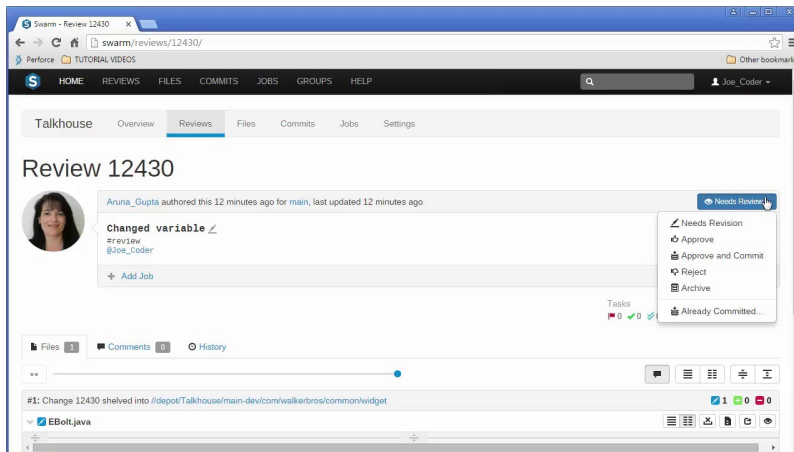 Swarm - Review 12430
swarm/reviews/12430/
Perforce TUTORIAL VIDEOS Other bookmark
HOME REVIEWS FILES COMMITS JOBS GROUPS HELP Joe_Coder
Talkhouse Overview Reviews Files Commits Jobs Settings
Review 12430
Aruna_Gupta authored this 12 minutes ago for main, last updated 12 minutes ago
Needs Review
Changed variable
#review
@Joe_Coder
+ Add Job
Needs Revision
Approve
Approve and Commit
Reject
Archive
Already Committed...
Tasks
0 0
Files 1 Comments 0 History
#1: Change 12430 shelved into //depot/Talkhouse/main-dev/com/walkerbros/common/widget 1 0 0
EBolt.java